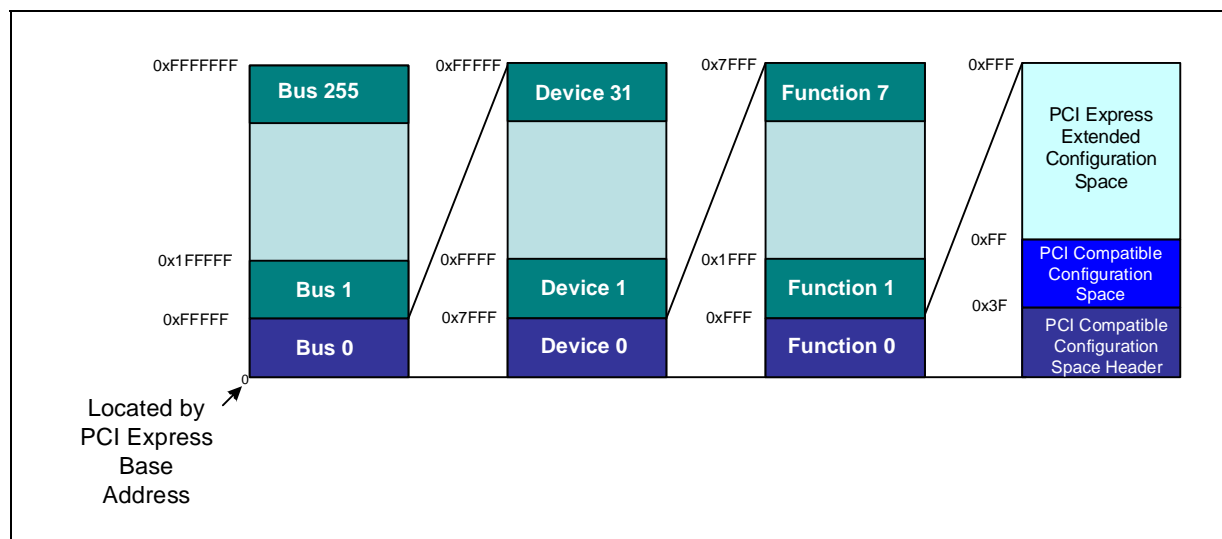 0xFFFFFFF
Bus 255
0x1FFFFF
Bus 1
0xFFFFF
Bus 0
0
Located by
PCI Express
Base
Address
0xFFFFF
Device 31
0xFFFF
Device 1
0x7FFF
Device 0
0x7FFF
Function 7
0x1FFF
Function 1
0xFFF
Function 0
0xFFF
PCI Express
Extended
Configuration
Space
0xFF
PCI Compatible
Configuration
Space
0x3F
PCI Compatible
Configuration
Space Header